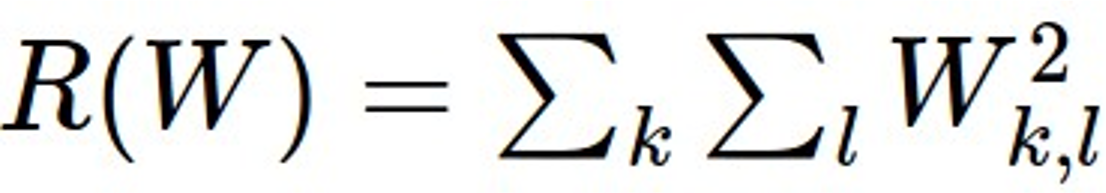 R(W) = ∑_k ∑_l W_{k,l}^2